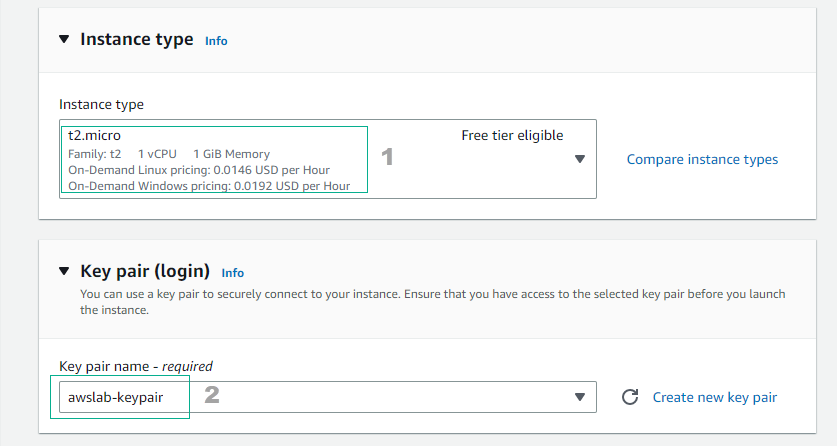 Instance type Info
Instance type
t2.micro Free tier eligible
Family: t2 1 vCPU 1 GiB Memory
1
On-Demand Linux pricing: 0.0146 USD per Hour
Compare instance types
On-Demand Windows pricing: 0.0192 USD per Hour
Key pair (login) Info
You can use a key pair to securely connect to your instance. Ensure that you have access to the selected key pair before you launch
the instance.
Key pair name - required
awslab-keypair 2 Create new key pair